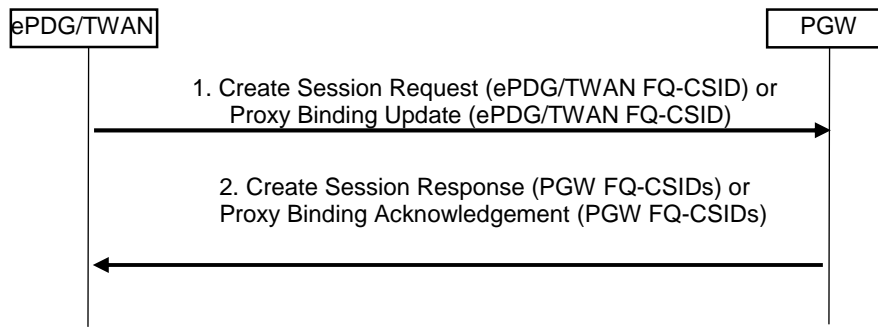 ePDG/TWAN
PGW
1. Create Session Request (ePDG/TWAN FQ-CSID) or
Proxy Binding Update (ePDG/TWAN FQ-CSID)
2. Create Session Response (PGW FQ-CSIDs) or
Proxy Binding Acknowledgement (PGW FQ-CSIDs)